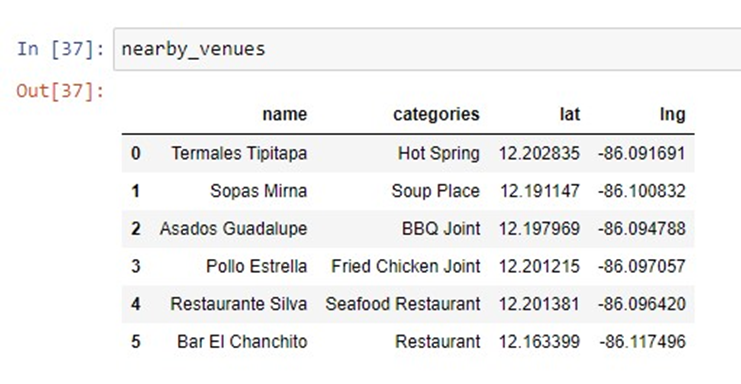 In [37]: nearby_venues
Out[37]:
name categories lat lng
0 Termales Tipitapa Hot Spring 12.202835 -86.091691
1 Sopas Mirna Soup Place 12.191147 -86.100832
2 Asados Guadalupe BBQ Joint 12.197969 -86.094788
3 Pollo Estrella Fried Chicken Joint 12.201215 -86.097057
4 Restaurante Silva Seafood Restaurant 12.201381 -86.096420
5 Bar El Chanchito Restaurant 12.163399 -86.117496